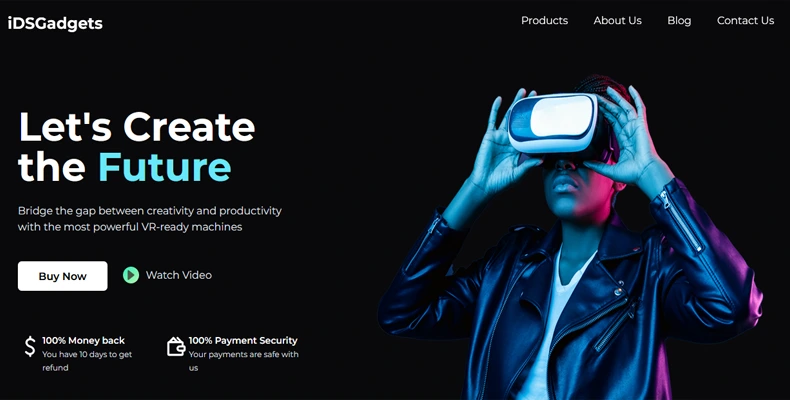 iDSGadgets
Products About Us Blog Contact Us
Let's Create
the Future
Bridge the gap between creativity and productivity
with the most powerful VR-ready machines
Buy Now Watch Video
100% Money back
You have 10 days to get
refund
100% Payment Security
Your payments are safe with
us